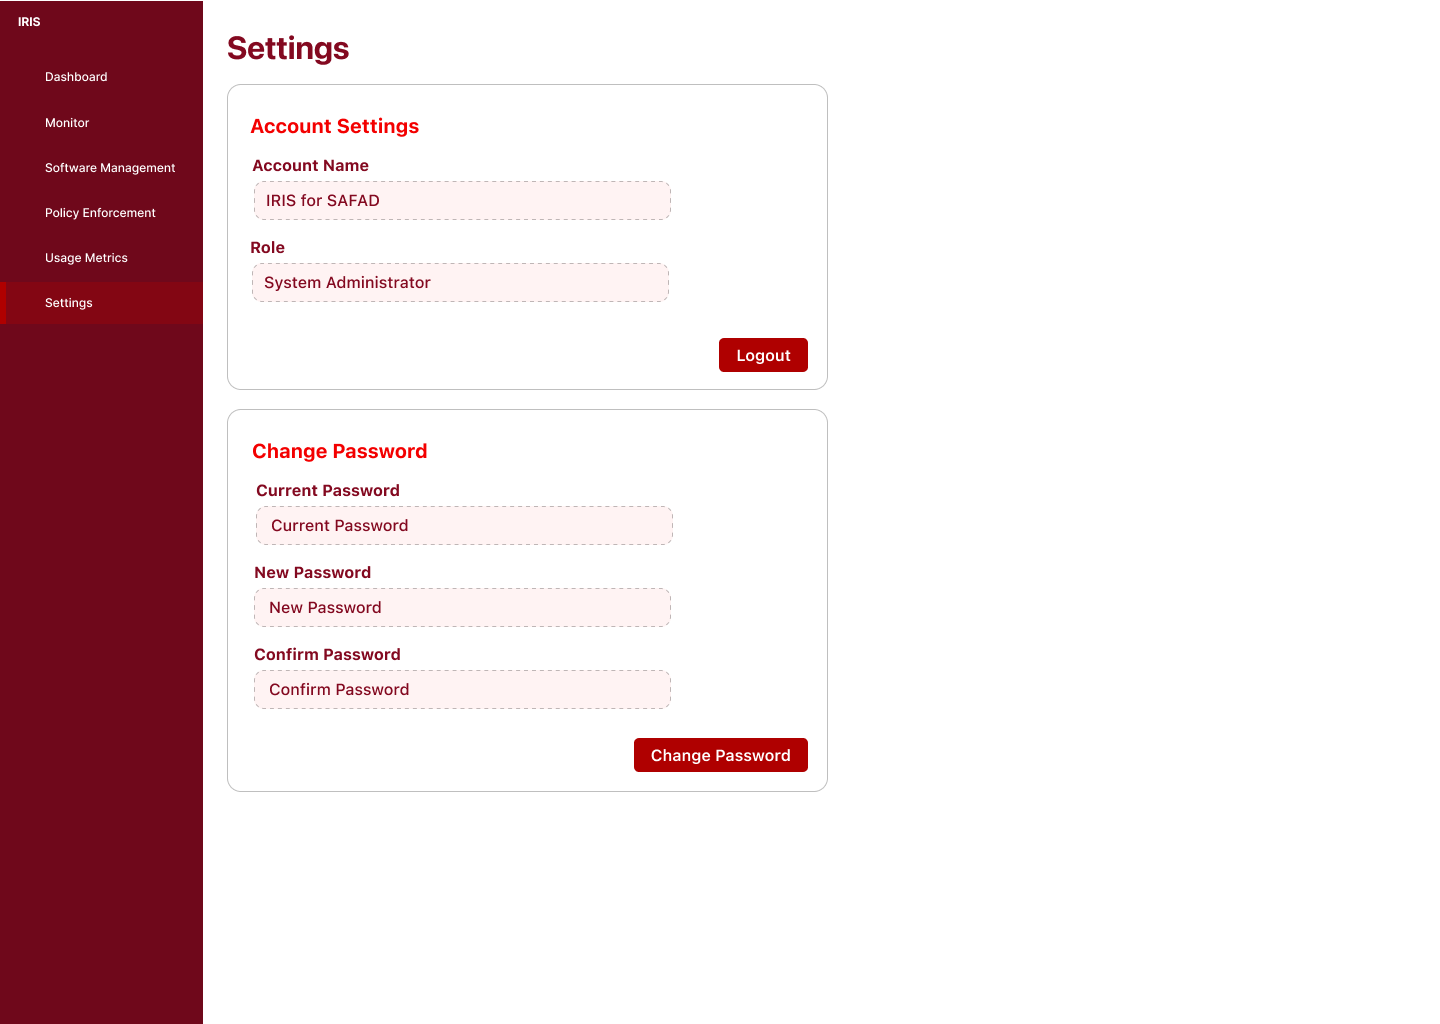 IRIS
Dashboard
Monitor
Software Management
Policy Enforcement
Usage Metrics
Settings
Settings
Account Settings
Account Name
IRIS for SAFAD
Role
System Administrator
Logout
Change Password
Current Password
Current Password
New Password
New Password
Confirm Password
Confirm Password
Change Password